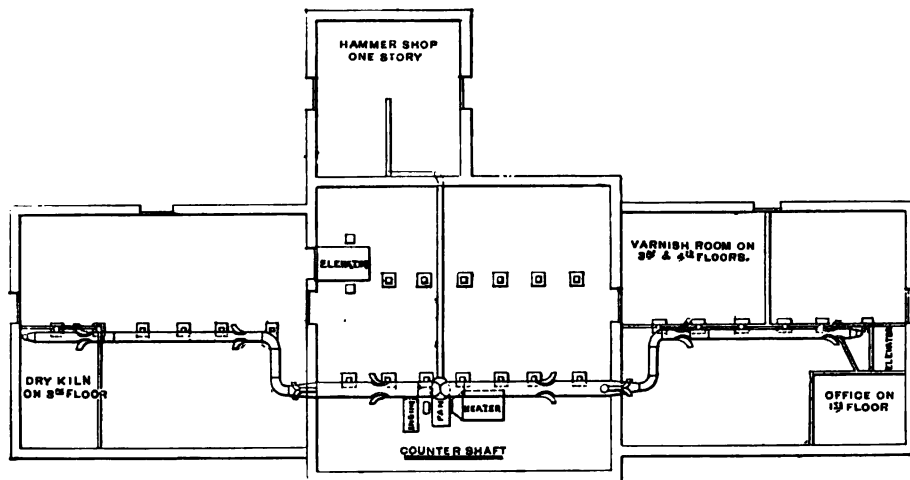 HAMMER SHOP
ONE STORY
ELEVATOR
VARNISH ROOM ON
3RD & 4TH FLOORS.
ELEVATOR
DRY KILN
ON 3RD FLOOR
OFFICE ON
1ST FLOOR
ENGINE
FAN
HEATER
COUNTER SHAFT